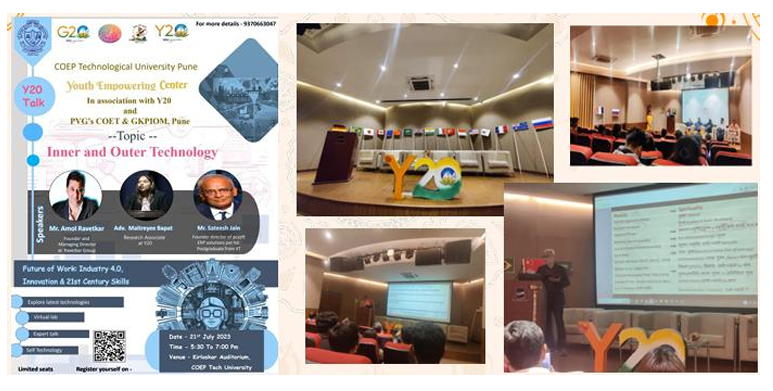 For more details - 9370663047
G20
Y20
COEP Technological University Pune
Y20
Talk
Youth Empowering Center
In association with Y20
and
PVG's COET & GKPIOM, Pune
--Topic --
Inner and Outer Technology
Speakers
Mr. Amol Ravetkar
Founder and
Managing Director
at Ravetkar Group
Adv. Maitreyee Bapat
Research Associate
at Y20
Mr. Sateesh Jain
Founder director of
ERP solutions pvt ltd
Postgraduate from IIT
Future of Work: Industry 4.0,
Innovation & 21st Century Skills
Explore latest technologies
Virtual lab
Expert talk
Self Technology
Date - 21st July 2023
Time - 5:30 To 7:00 Pm
Venue - Kirloskar Auditorium,
COEP Tech University
Limited seats
Register yourself on -
Y20
Y20